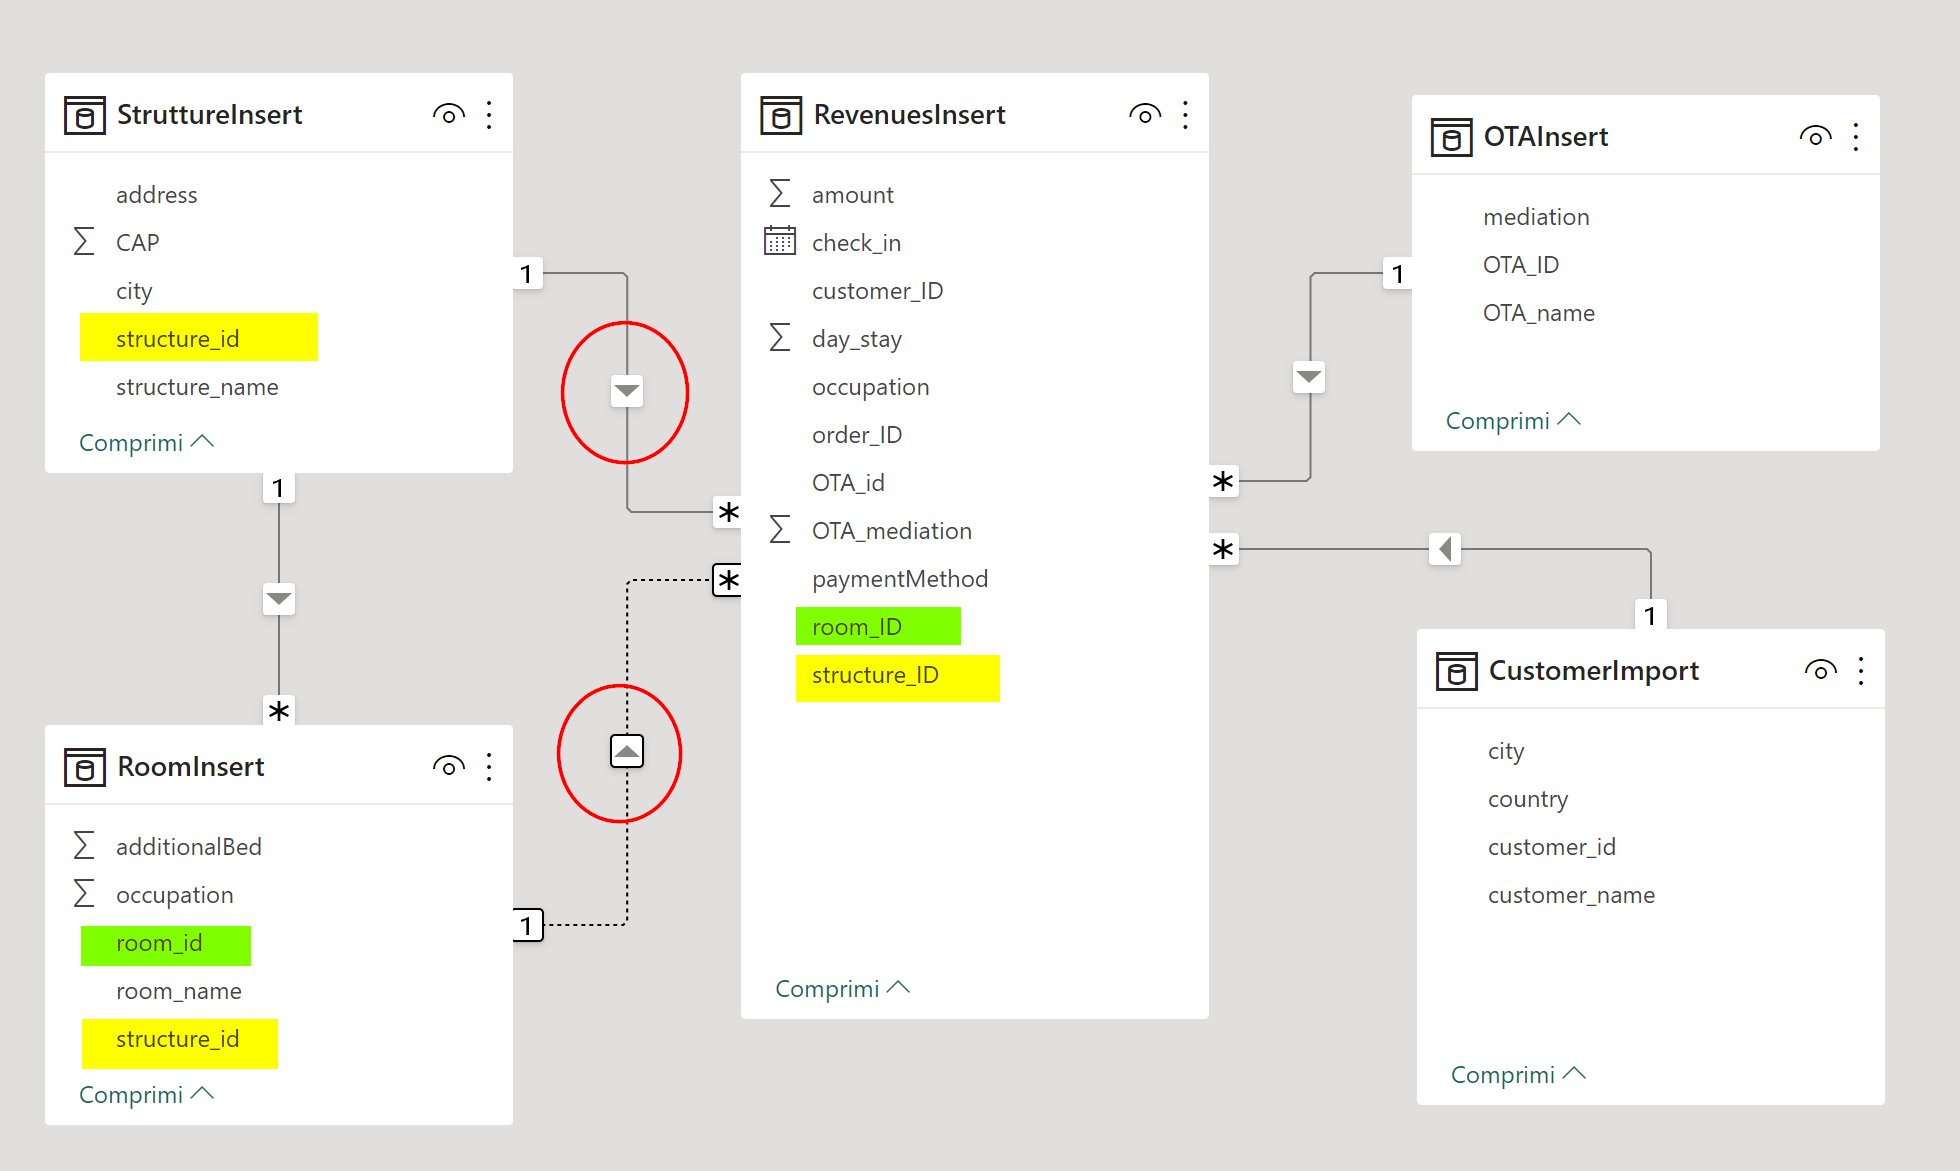 StruttureInsert
address
CAP
city
structure_id
structure_name
Comprimi
1
1
*
RoomInsert
additionalBed
occupation
room_id
room_name
structure_id
Comprimi
1
*
*
RevenuesInsert
amount
check_in
customer_ID
day_stay
occupation
order_ID
OTA_id
OTA_mediation
paymentMethod
room_ID
structure_ID
Comprimi
*
*
1
OTAInsert
mediation
OTA_ID
OTA_name
Comprimi
1
CustomerImport
city
country
customer_id
customer_name
Comprimi